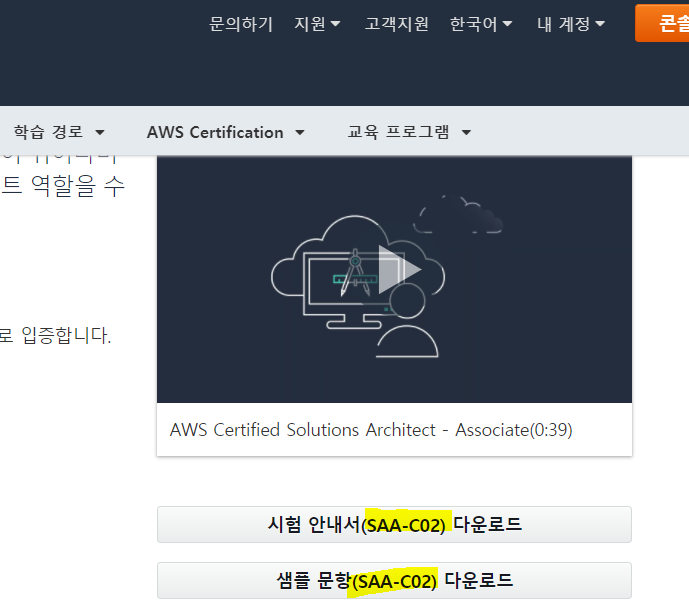 문의하기 지원 고객지원 한국어 내 계정 콘솔
학습 경로 AWS Certification 교육 프로그램
트 역할을 수
로 입증합니다.
AWS Certified Solutions Architect - Associate(0:39)
시험 안내서(SAA-C02) 다운로드
샘플 문항(SAA-C02) 다운로드